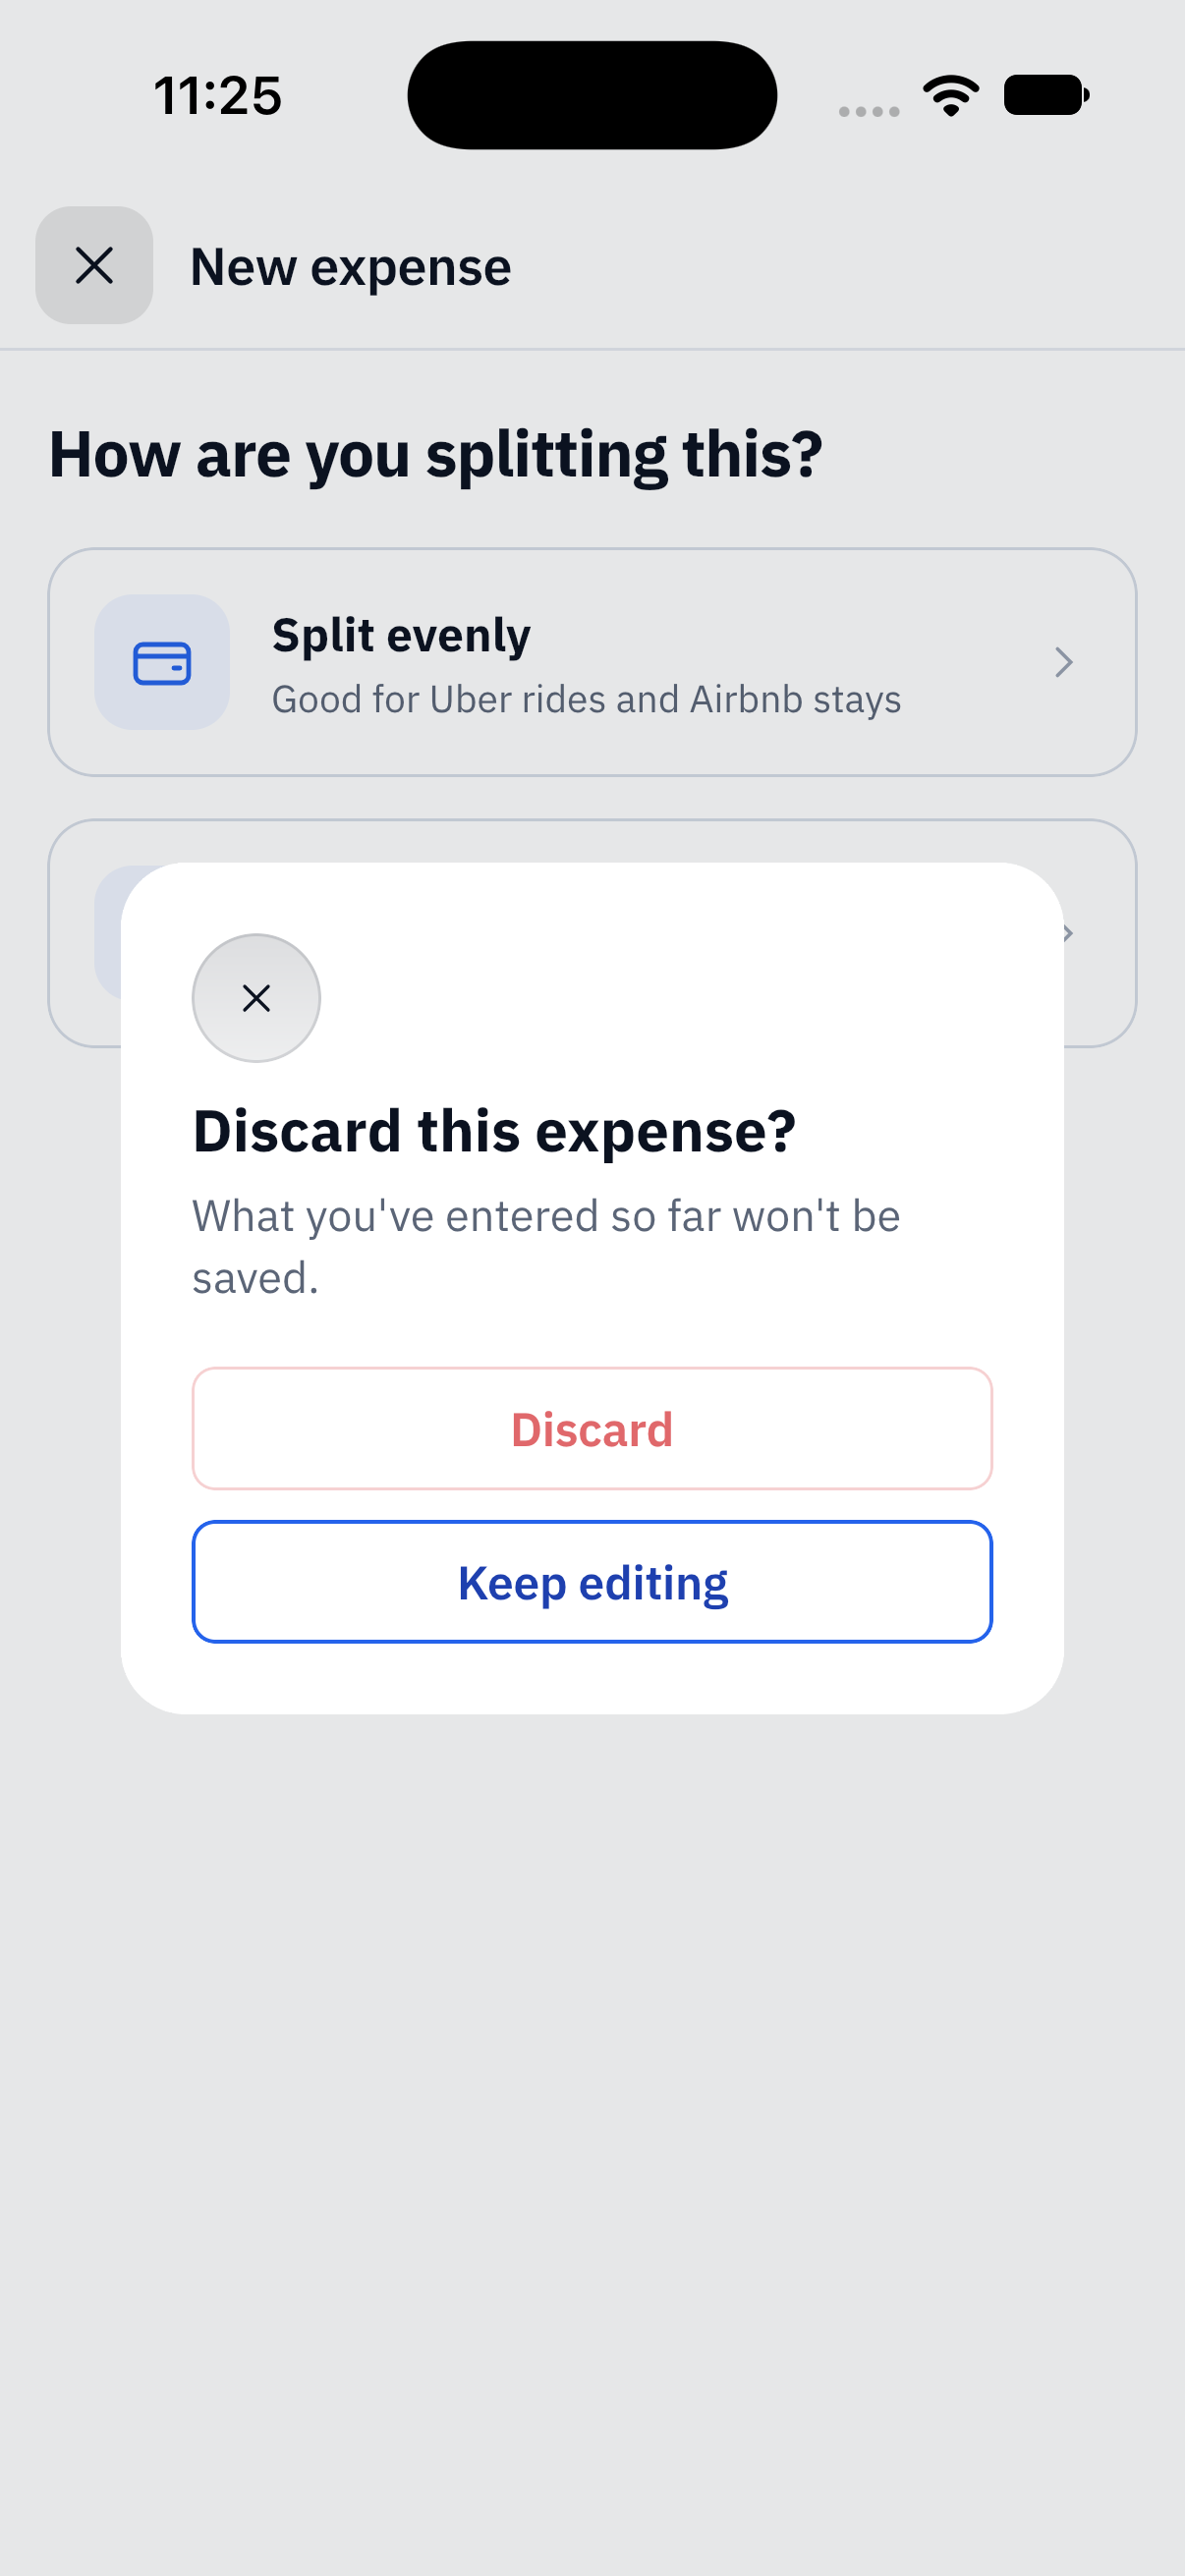 11:25
New expense
How are you splitting this?
Split evenly
Good for Uber rides and Airbnb stays
Discard this expense?
What you've entered so far won't be
saved.
Discard
Keep editing